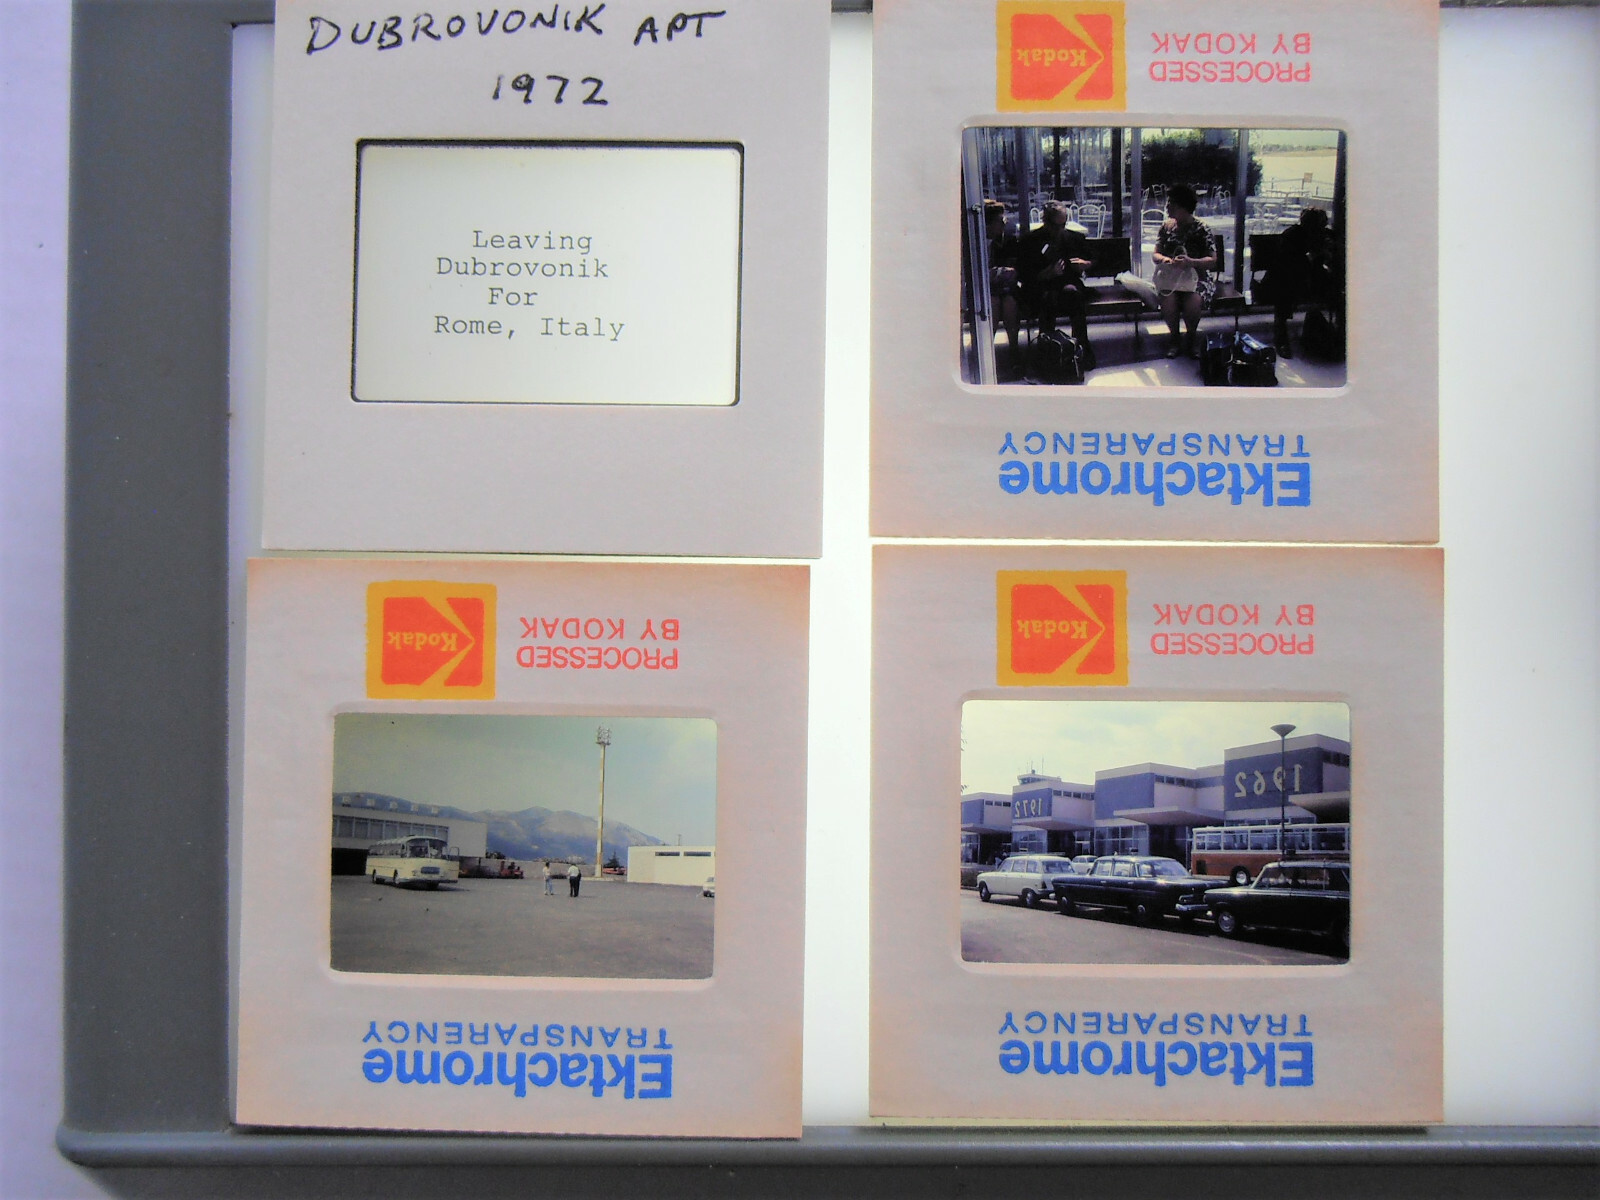 DUBROVONIK APT
1972
Leaving
Dubrovonik
For
Rome, Italy
Kodak
PROCESSED
BY KODAK
Ektachrome
TRANSPARENCY
Kodak
PROCESSED
BY KODAK
Ektachrome
TRANSPARENCY
Kodak
PROCESSED
BY KODAK
1972
1962
Ektachrome
TRANSPARENCY